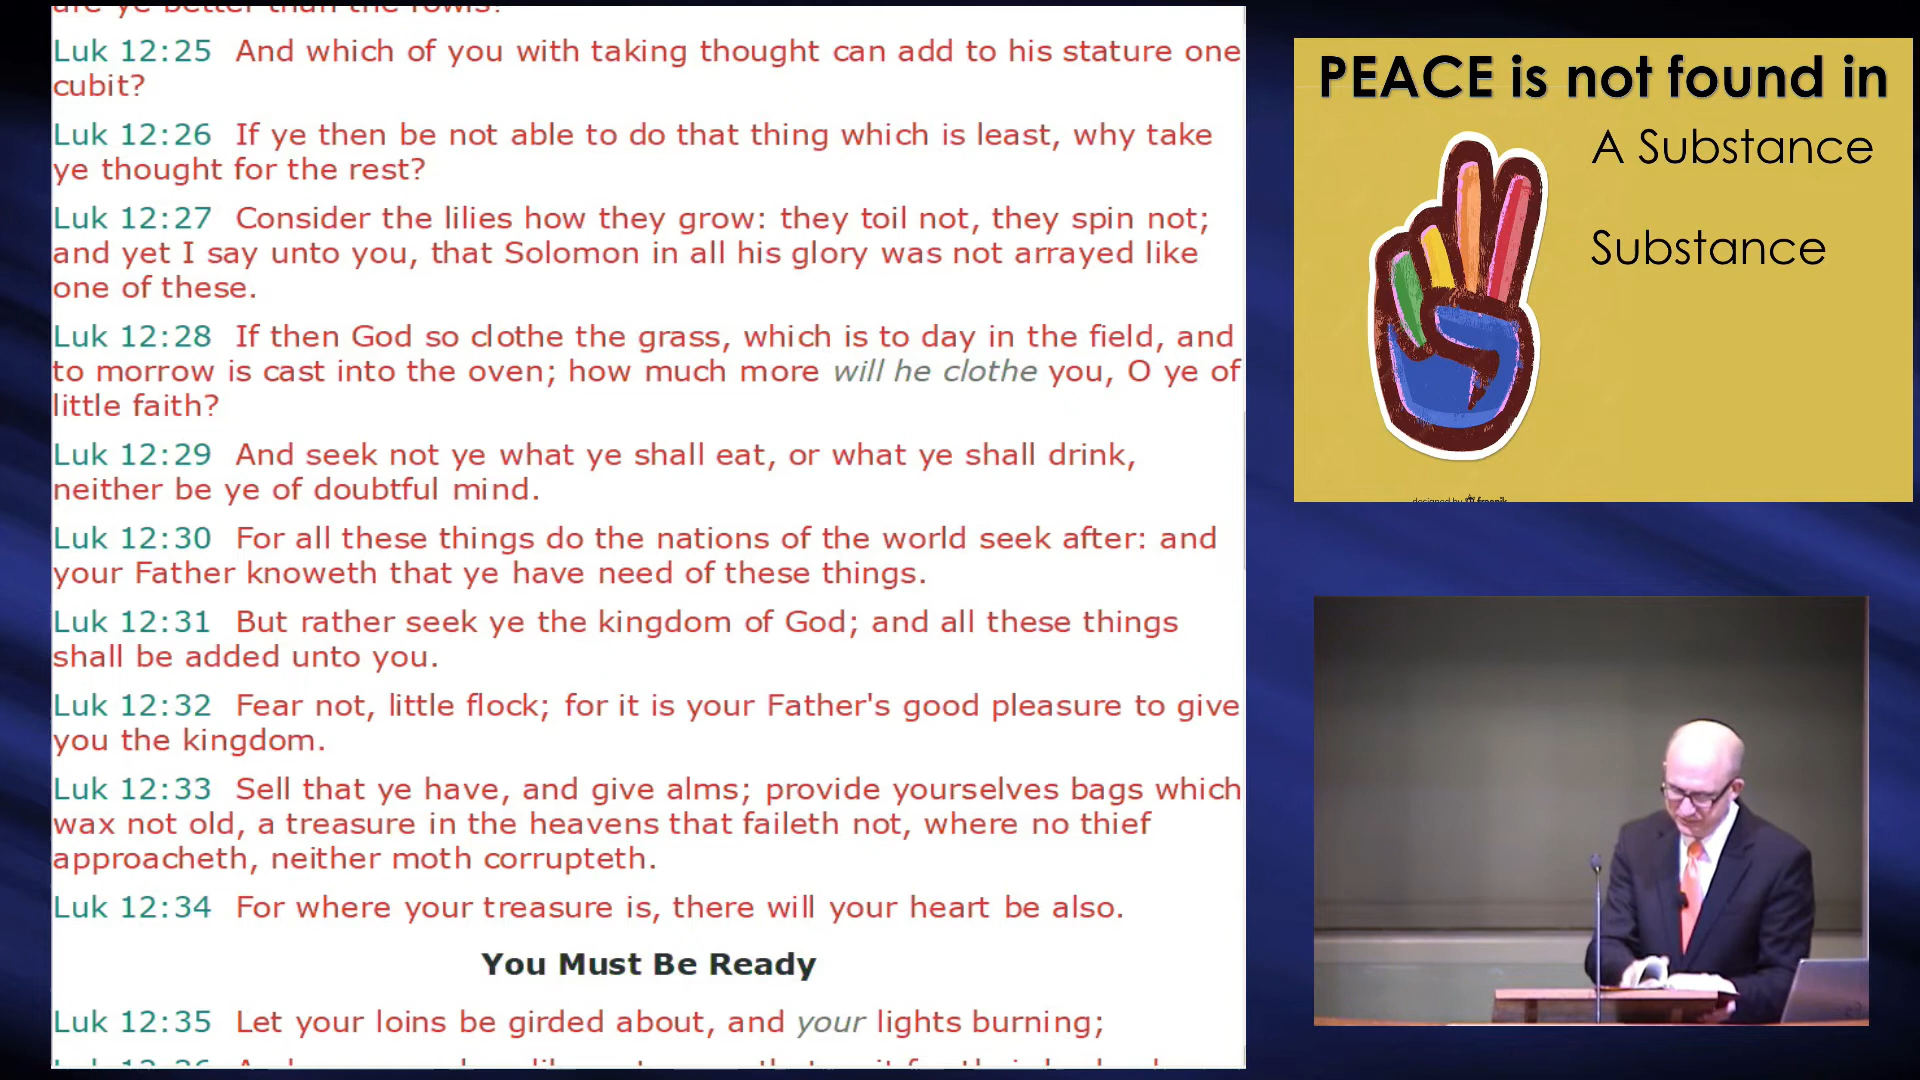 are ye better than the fowls?
Luk 12:25 And which of you with taking thought can add to his stature one
cubit?
Luk 12:26 If ye then be not able to do that thing which is least, why take
ye thought for the rest?
Luk 12:27 Consider the lilies how they grow: they toil not, they spin not;
and yet I say unto you, that Solomon in all his glory was not arrayed like
one of these.
Luk 12:28 If then God so clothe the grass, which is to day in the field, and
to morrow is cast into the oven; how much more will he clothe you, O ye of
little faith?
Luk 12:29 And seek not ye what ye shall eat, or what ye shall drink,
neither be ye of doubtful mind.
Luk 12:30 For all these things do the nations of the world seek after: and
your Father knoweth that ye have need of these things.
Luk 12:31 But rather seek ye the kingdom of God; and all these things
shall be added unto you.
Luk 12:32 Fear not, little flock; for it is your Father's good pleasure to give
you the kingdom.
Luk 12:33 Sell that ye have, and give alms; provide yourselves bags which
wax not old, a treasure in the heavens that faileth not, where no thief
approacheth, neither moth corrupteth.
Luk 12:34 For where your treasure is, there will your heart be also.
You Must Be Ready
Luk 12:35 Let your loins be girded about, and your lights burning;
PEACE is not found in
A Substance
Substance
designed by freepik